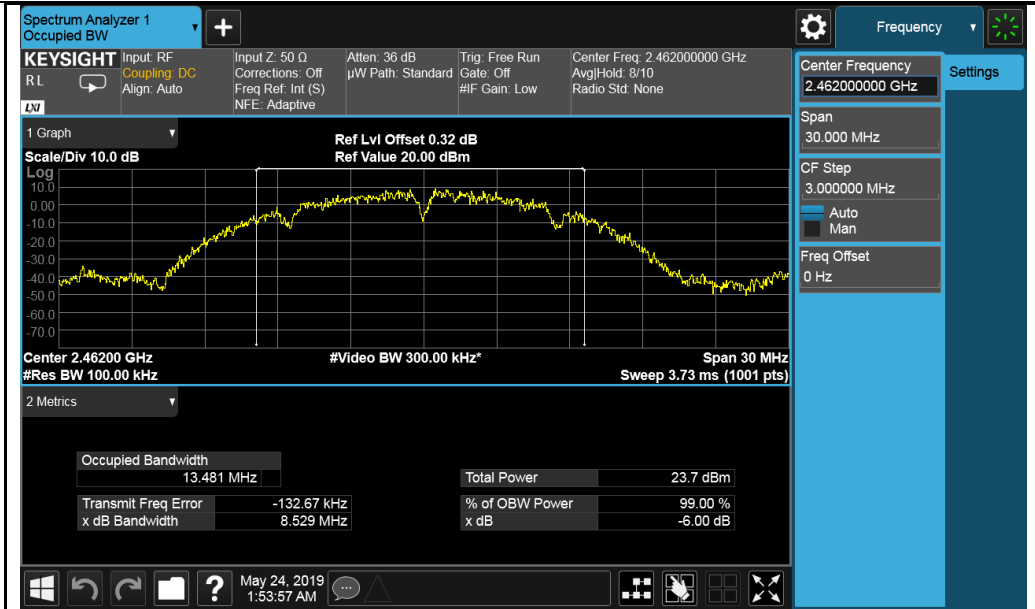 Spectrum Analyzer 1
Occupied BW
Frequency
KEYSIGHT
R L
LXI
Input: RF
Coupling: DC
Align: Auto
Input Z: 50 Ω
Corrections: Off
Freq Ref: Int (S)
NFE: Adaptive
Atten: 36 dB
µW Path: Standard
Trig: Free Run
Gate: Off
#IF Gain: Low
Center Freq: 2.462000000 GHz
Avg|Hold: 8/10
Radio Std: None
Center Frequency
2.462000000 GHz
Settings
Span
30.000 MHz
CF Step
3.000000 MHz
Auto
Man
Freq Offset
0 Hz
1 Graph
Scale/Div 10.0 dB
Ref Lvl Offset 0.32 dB
Ref Value 20.00 dBm
Log
10.0
0.00
-10.0
-20.0
-30.0
-40.0
-50.0
-60.0
-70.0
Center 2.46200 GHz
#Video BW 300.00 kHz*
Span 30 MHz
#Res BW 100.00 kHz
Sweep 3.73 ms (1001 pts)
2 Metrics
Occupied Bandwidth
13.481 MHz
Total Power 23.7 dBm
Transmit Freq Error -132.67 kHz
% of OBW Power 99.00 %
x dB Bandwidth 8.529 MHz
x dB -6.00 dB
?
May 24, 2019
1:53:57 AM